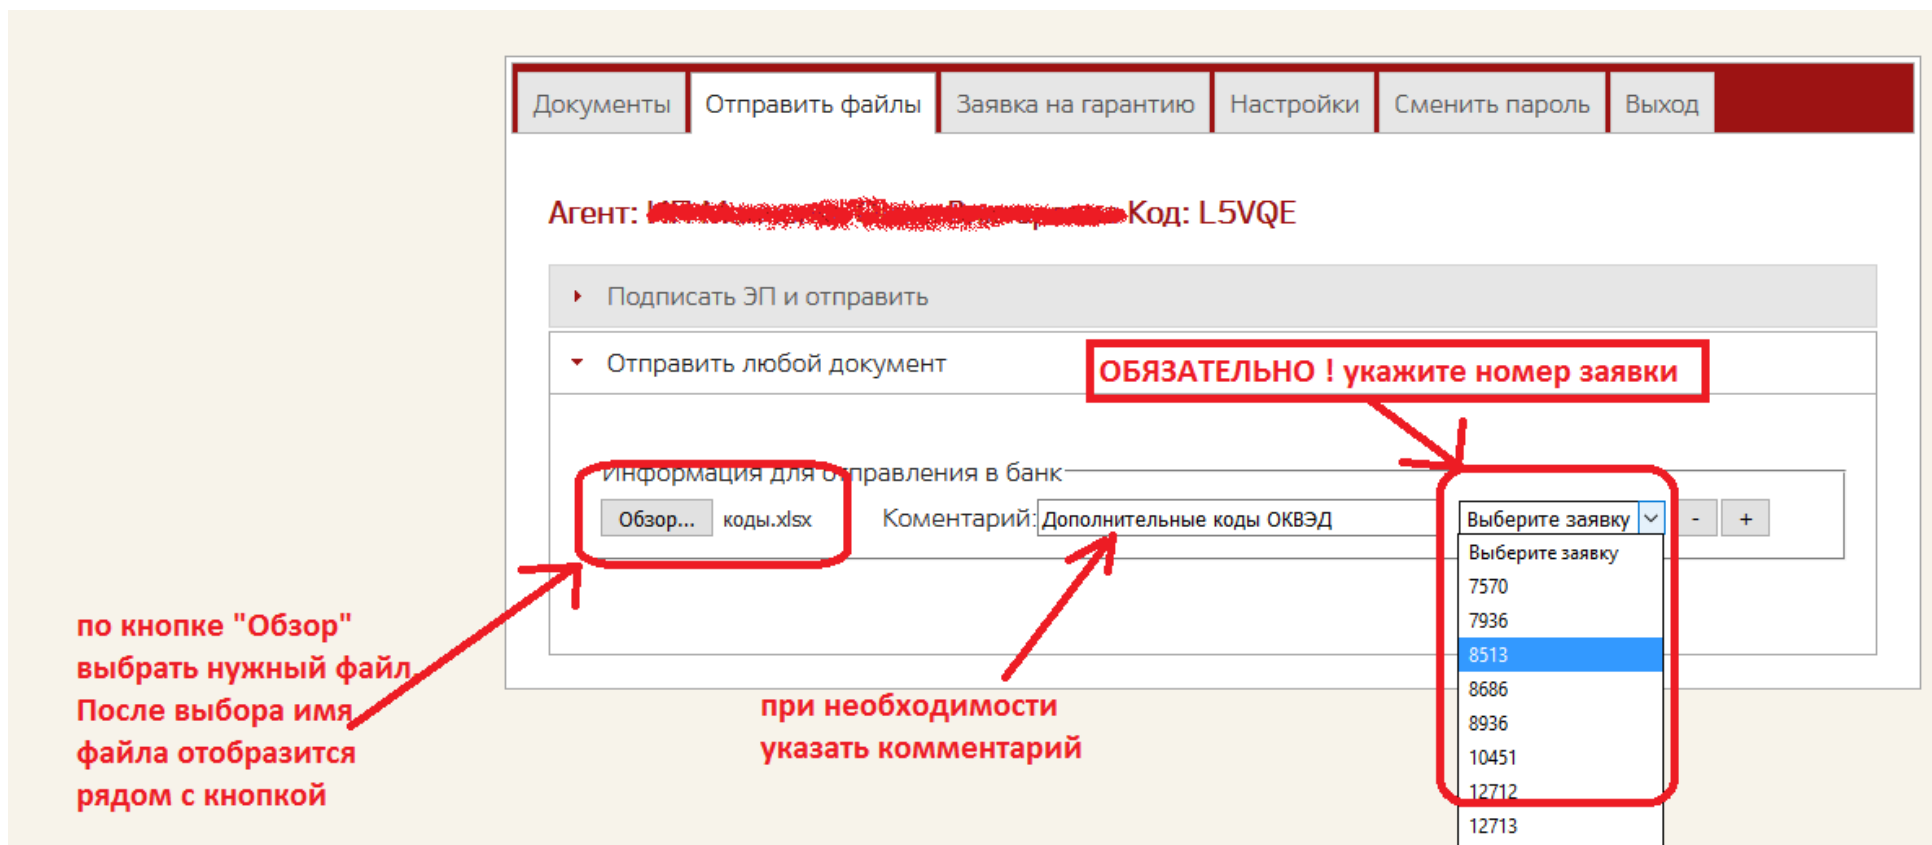 Документы Отправить файлы Заявка на гарантию Настройки Сменить пароль Выход
Агент: Код: L5VQE
Подписать ЭП и отправить
Отправить любой документ
ОБЯЗАТЕЛЬНО ! укажите номер заявки
Информация для отправления в банк
Обзор... коды.xlsx Коментарий: Дополнительные коды ОКВЭД Выберите заявку - +
Выберите заявку
7570
7936
8513
8686
8936
10451
12712
12713
по кнопке "Обзор"
выбрать нужный файл.
После выбора имя
файла отобразится
рядом с кнопкой
при необходимости
указать комментарий